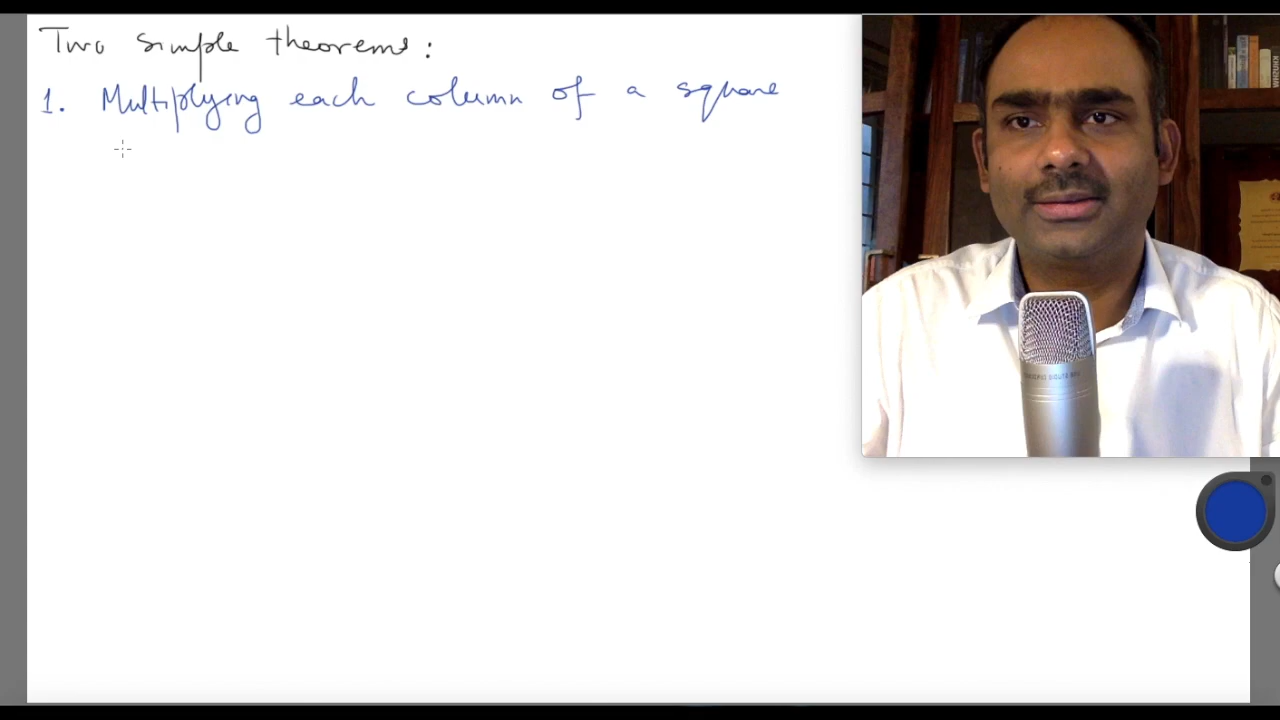 Two simple theorems:
1. Multiplying each column of a square